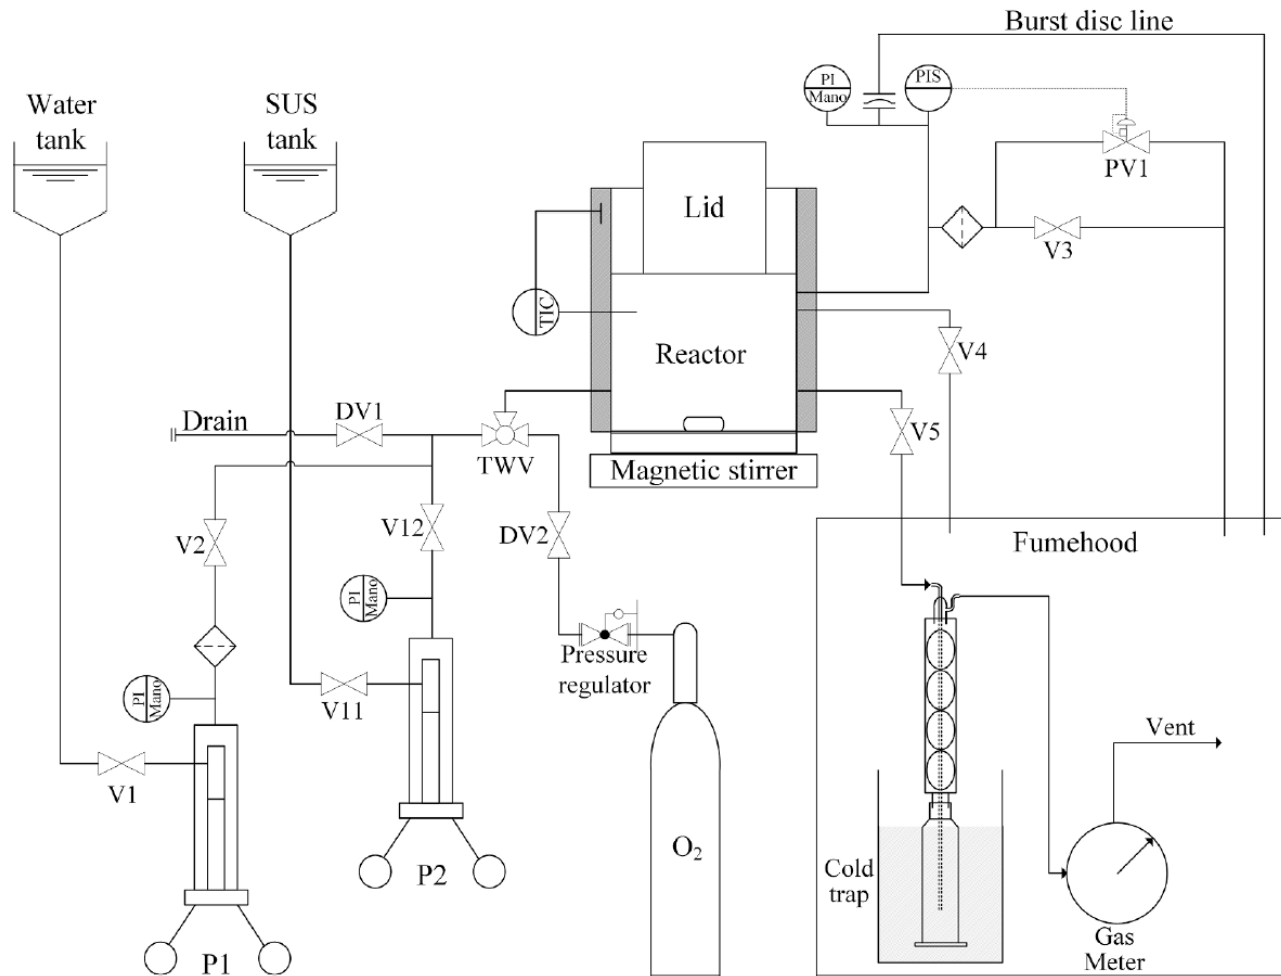 Burst disc line
Water
tank
SUS
tank
PI
Mano
PIS
PV1
Lid
V3
TIC
Reactor
V4
Drain
DV1
TWV
V5
Magnetic stirrer
V2
V12
DV2
Fumehood
PI
Mano
Pressure
regulator
PI
Mano
V11
Vent
V1
O₂
P2
Cold
trap
Gas
Meter
P1